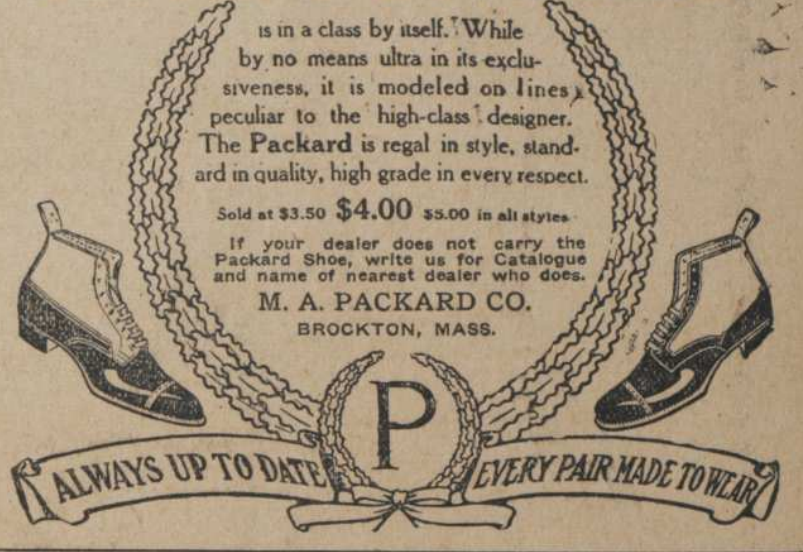 is in a class by itself. While
by no means ultra in its exclu-
siveness, it is modeled on lines
peculiar to the high-class designer.
The Packard is regal in style, stand-
ard in quality, high grade in every respect.
Sold at $3.50 $4.00 $5.00 in all styles
If your dealer does not carry the
Packard Shoe, write us for Catalogue
and name of nearest dealer who does.
M. A. PACKARD CO.
BROCKTON, MASS.
P
ALWAYS UP TO DATE
EVERY PAIR MADE TO WEAR